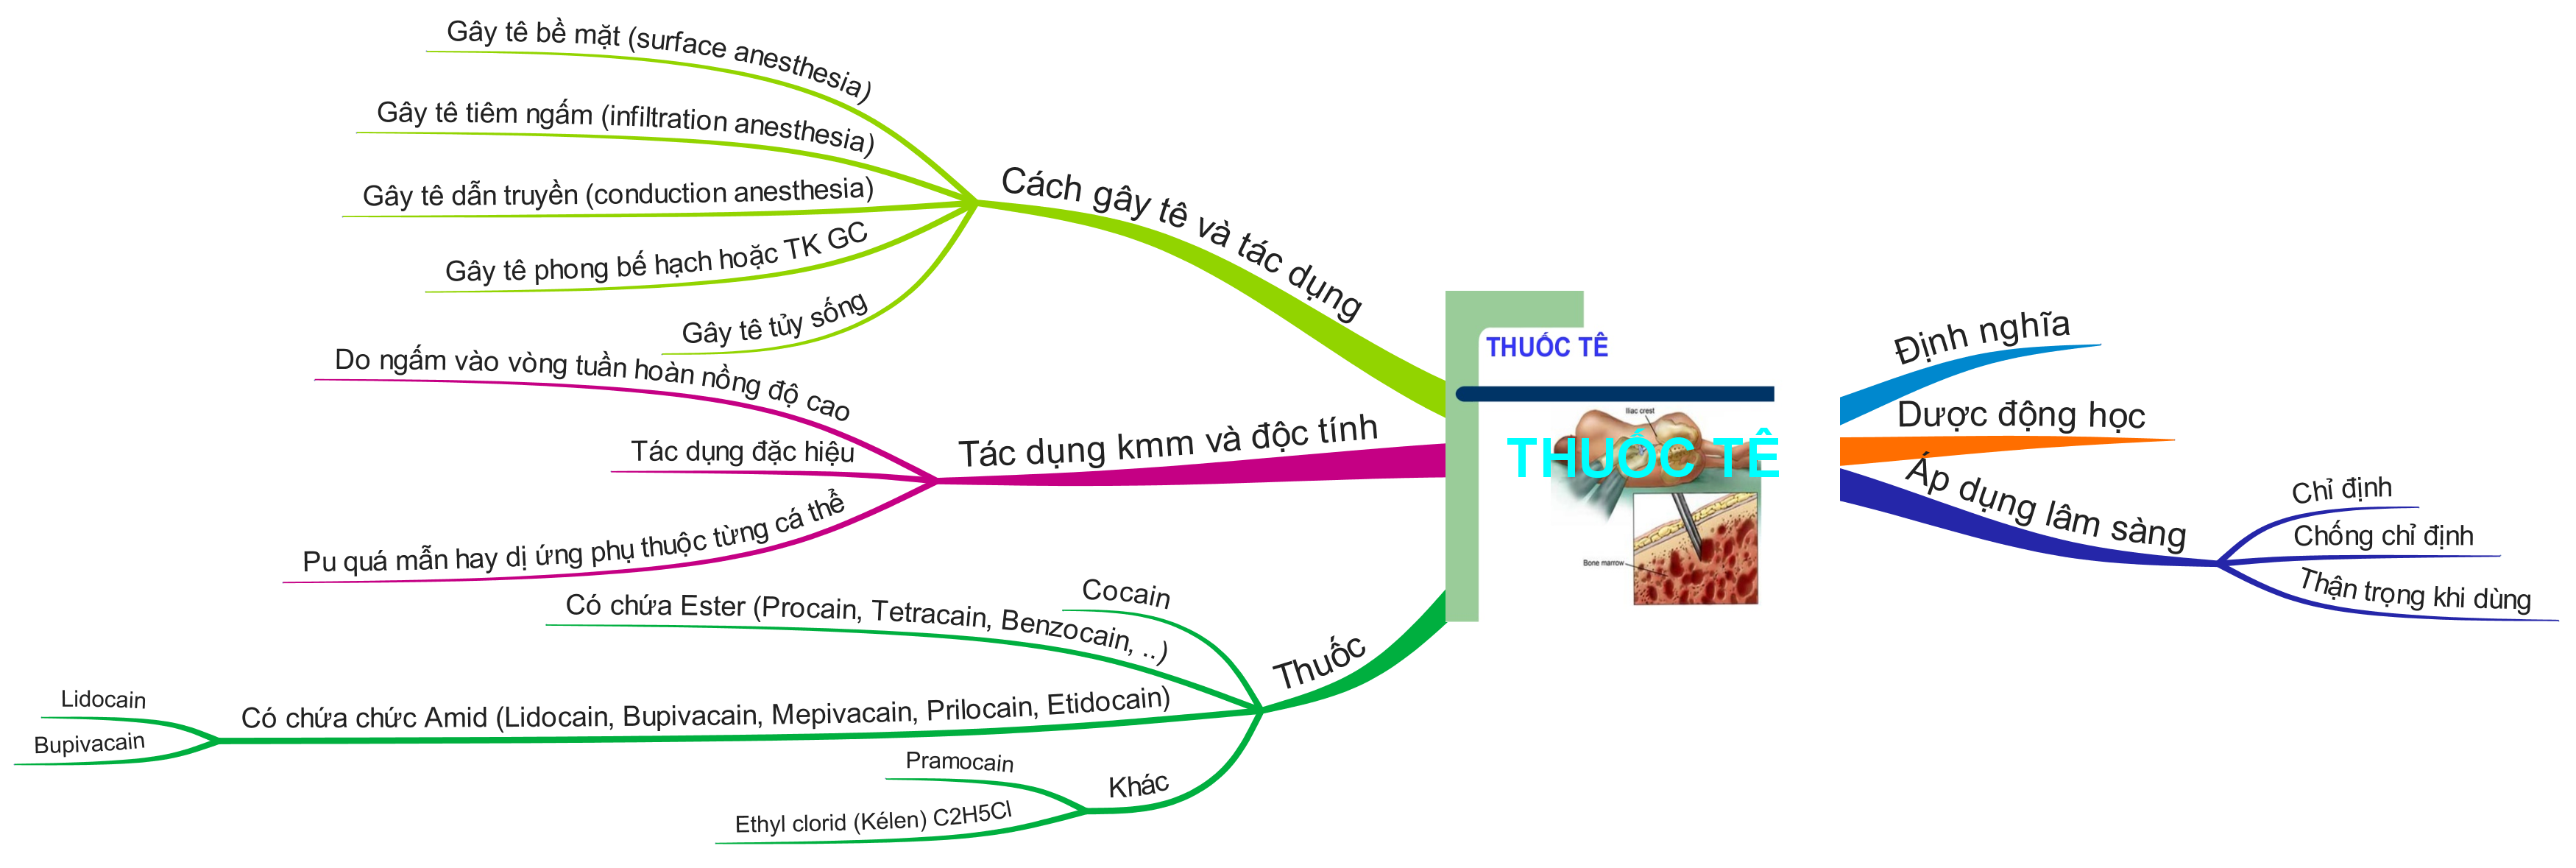 Gây tê bề mặt (surface anesthesia)
Gây tê tiêm ngấm (infiltration anesthesia)
Gây tê dẫn truyền (conduction anesthesia)
Gây tê phong bế hạch hoặc TK GC
Gây tê tủy sống
Cách gây tê và tác dụng
Do ngấm vào vòng tuần hoàn nồng độ cao
Tác dụng đặc hiệu
Pu quá mẫn hay dị ứng phụ thuộc từng cá thể
Tác dụng kmm và độc tính
Cocain
Có chứa Ester (Procain, Tetracain, Benzocain, ..)
Có chứa chức Amid (Lidocain, Bupivacain, Mepivacain, Prilocain, Etidocain)
Lidocain
Bupivacain
Khác
Pramocain
Ethyl clorid (Kélen) C2H5Cl
Thuốc
THUỐC TÊ
Iliac crest
THUỐC TÊ
Bone marrow
Định nghĩa
Dược động học
Áp dụng lâm sàng
Chỉ định
Chống chỉ định
Thận trọng khi dùng